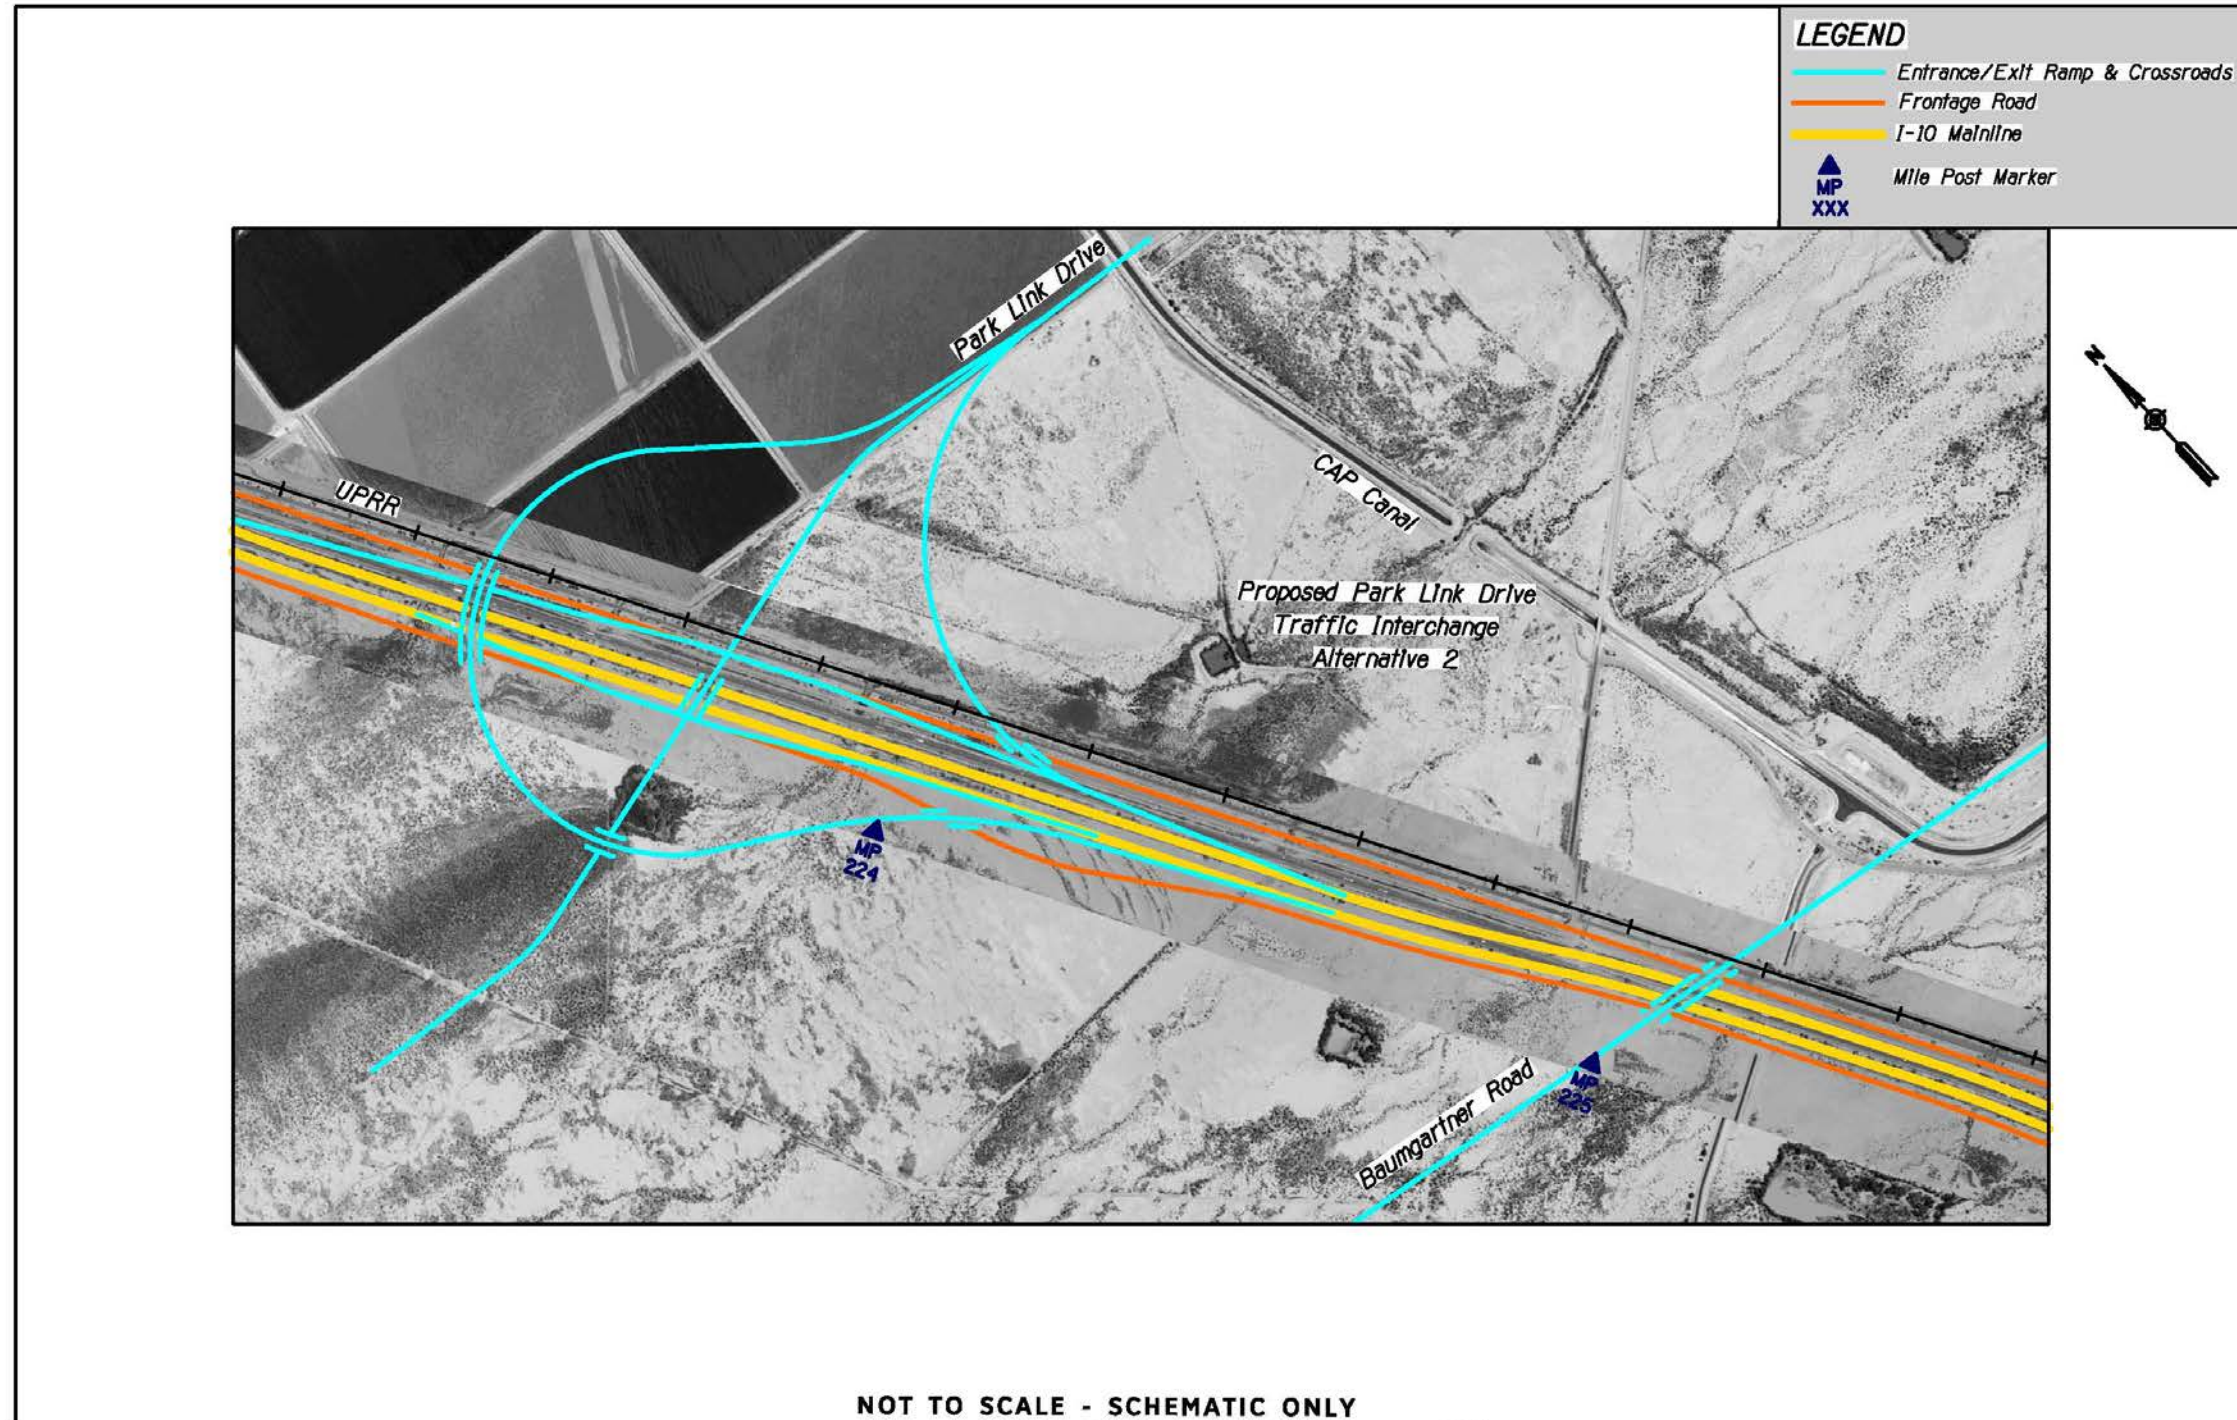 LEGEND
Entrance/Exit Ramp & Crossroads
Frontage Road
I-10 Mainline
MP
XXX
Mile Post Marker
Park Link Drive
N
UPRR
CAP Canal
Proposed Park Link Drive
Traffic Interchange
Alternative 2
MP
224
MP
225
Baumgartner Road
NOT TO SCALE - SCHEMATIC ONLY